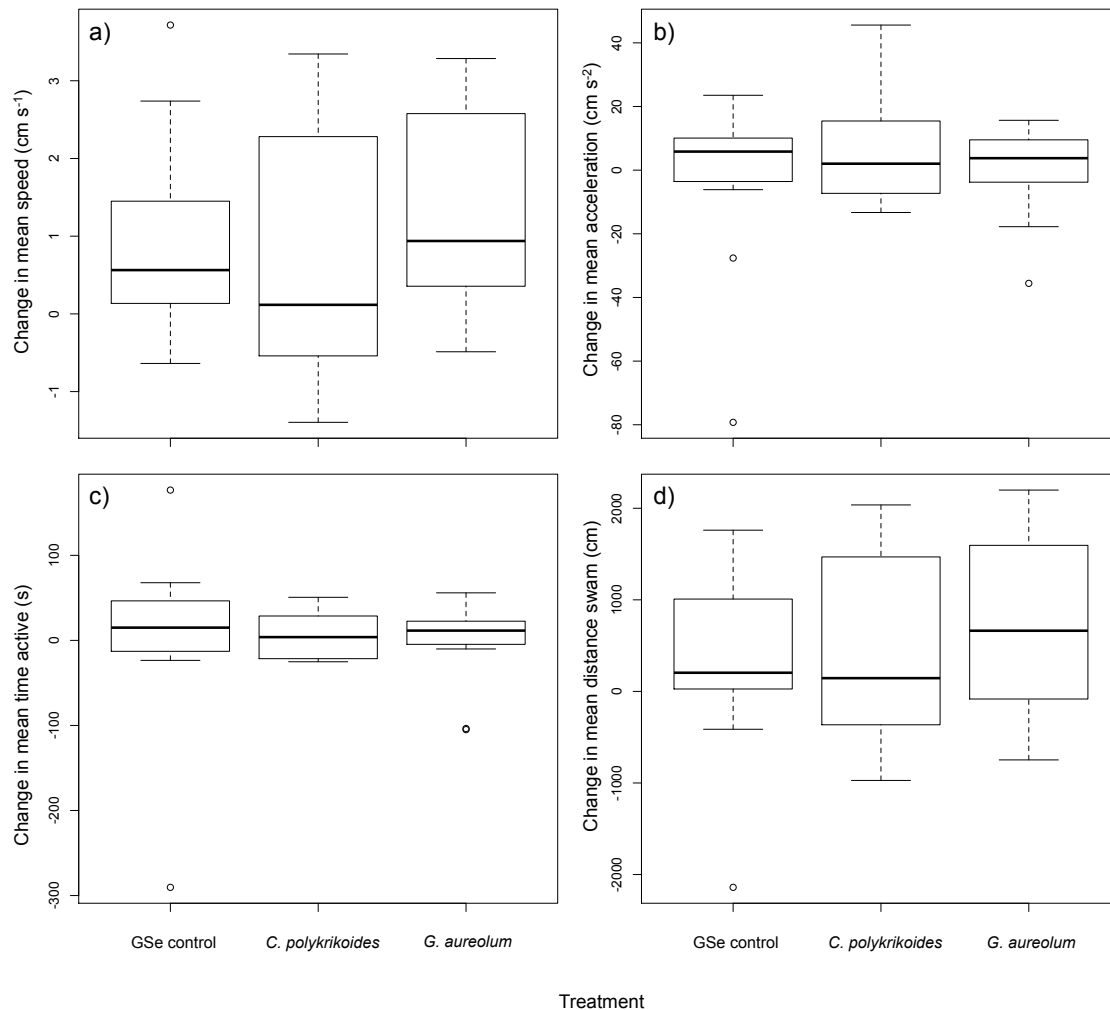 a)
Change in mean speed (cm s-1)
3
2
1
0
-1
b)
Change in mean acceleration (cm s-2)
40
20
0
-20
-40
-60
-80
c)
Change in mean time active (s)
100
0
-100
-200
-300
d)
Change in mean distance swam (cm)
2000
1000
0
-1000
-2000
GSe control C. polykrikoides G. aureolum
GSe control C. polykrikoides G. aureolum
Treatment